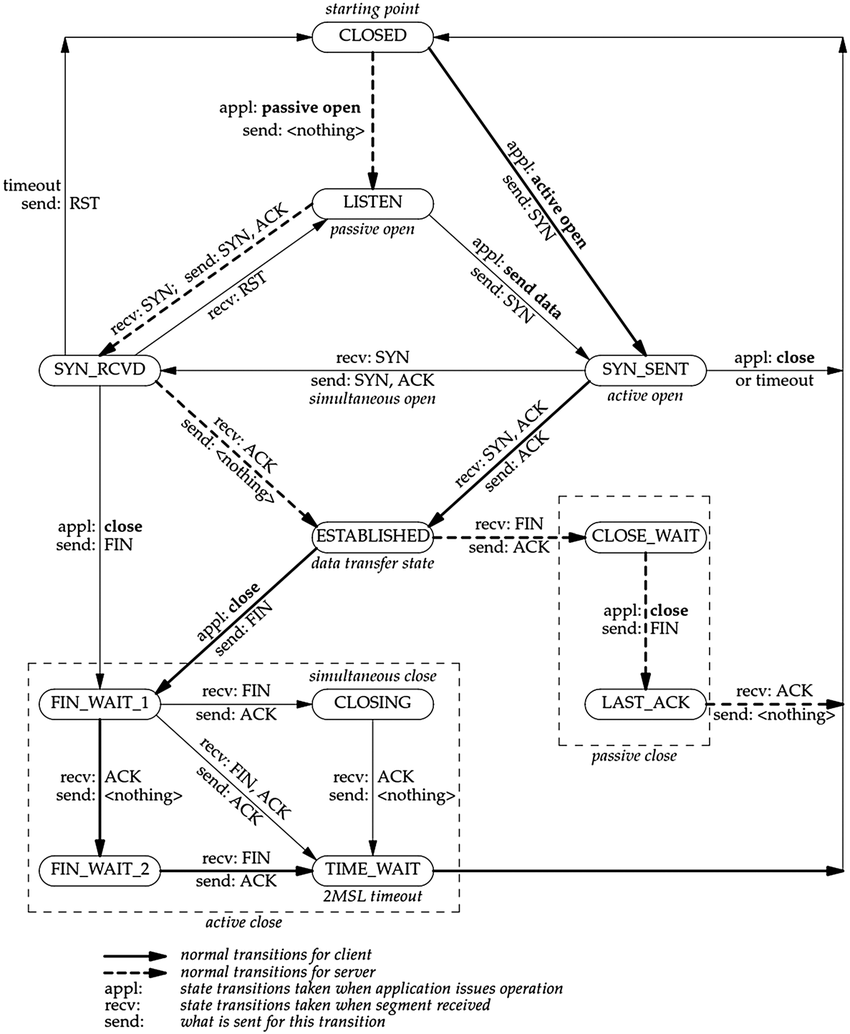 starting point
CLOSED
appl: passive open
send: <nothing>
appl: active open
send: SYN
timeout
send: RST
LISTEN
passive open
recv: SYN; send: SYN, ACK
recv: RST
appl: send data
send: SYN
SYN_RCVD
recv: SYN
send: SYN, ACK
simultaneous open
SYN_SENT
active open
appl: close
or timeout
recv: ACK
send: <nothing>
recv: SYN, ACK
send: ACK
appl: close
send: FIN
ESTABLISHED
data transfer state
recv: FIN
send: ACK
CLOSE_WAIT
appl: close
send: FIN
appl: close
send: FIN
LAST_ACK
recv: ACK
send: <nothing>
passive close
FIN_WAIT_1
recv: FIN
send: ACK
simultaneous close
CLOSING
recv: ACK
send: <nothing>
recv: FIN, ACK
send: ACK
recv: ACK
send: <nothing>
FIN_WAIT_2
recv: FIN
send: ACK
TIME_WAIT
2MSL timeout
active close
normal transitions for client
normal transitions for server
appl: state transitions taken when application issues operation
recv: state transitions taken when segment received
send: what is sent for this transition